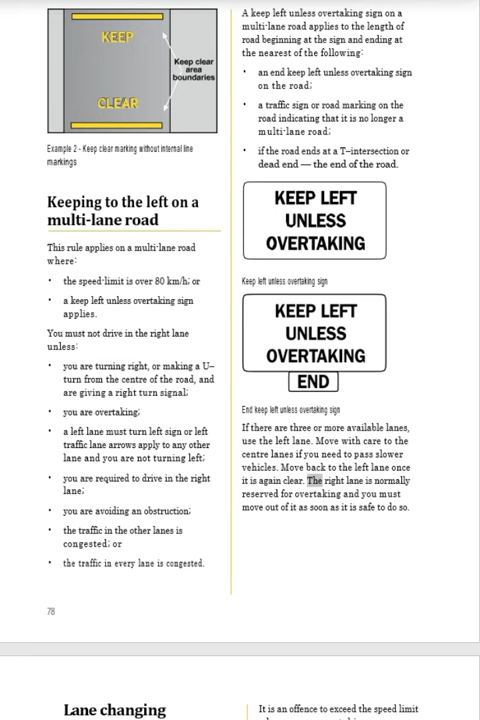 KEEP
CLEAR
Keep clear
area
boundaries
Example 2 - Keep clear marking without internal line
markings
Keeping to the left on a
multi-lane road
This rule applies on a multi-lane road
where:
• the speed-limit is over 80 km/h; or
• a keep left unless overtaking sign
applies.
You must not drive in the right lane
unless:
• you are turning right, or making a U–
turn from the centre of the road, and
are giving a right turn signal;
• you are overtaking;
• a left lane must turn left sign or left
traffic lane arrows apply to any other
lane and you are not turning left;
• you are required to drive in the right
lane;
• you are avoiding an obstruction;
• the traffic in the other lanes is
congested; or
• the traffic in every lane is congested.
78
A keep left unless overtaking sign on a
multi-lane road applies to the length of
road beginning at the sign and ending at
the nearest of the following:
• an end keep left unless overtaking sign
on the road;
• a traffic sign or road marking on the
road indicating that it is no longer a
multi-lane road;
• if the road ends at a T–intersection or
dead end — the end of the road.
KEEP LEFT
UNLESS
OVERTAKING
Keep left unless overtaking sign
KEEP LEFT
UNLESS
OVERTAKING
END
End keep left unless overtaking sign
If there are three or more available lanes,
use the left lane. Move with care to the
centre lanes if you need to pass slower
vehicles. Move back to the left lane once
it is again clear. The right lane is normally
reserved for overtaking and you must
move out of it as soon as it is safe to do so.
Lane changing
It is an offence to exceed the speed limit